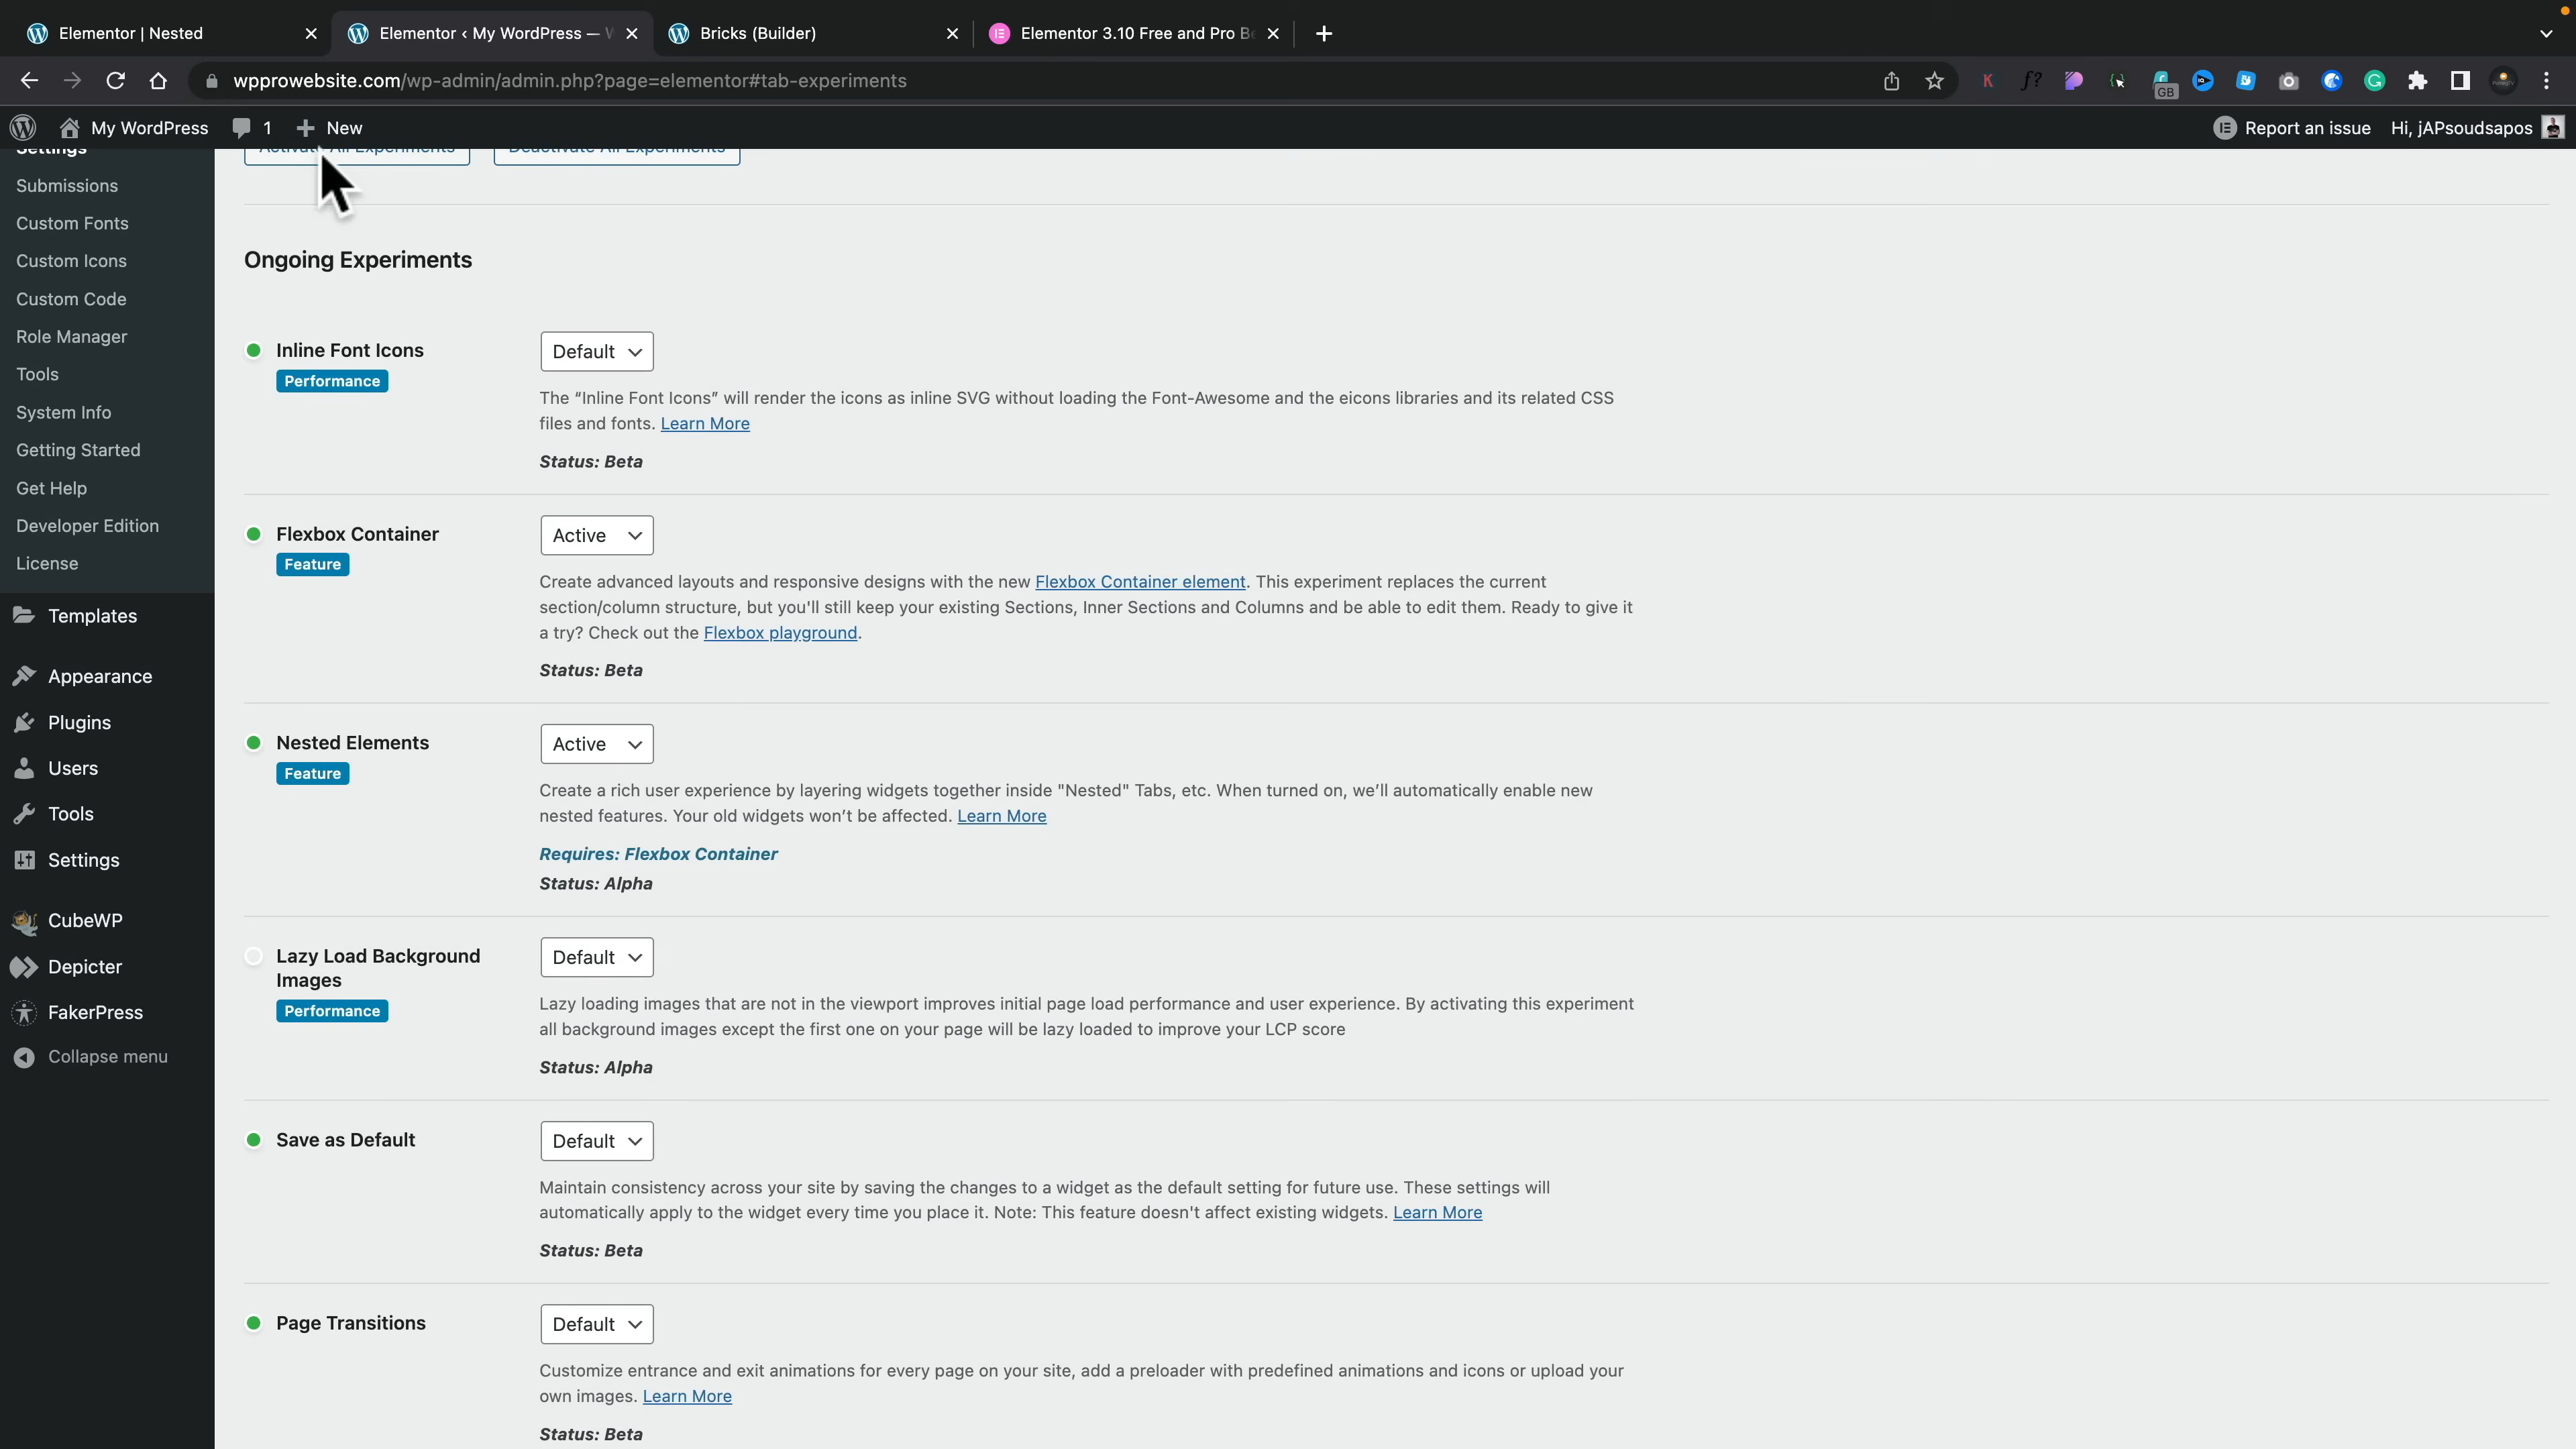 Elementor | Nested
Elementor ‹ My WordPress —
Bricks (Builder)
Elementor 3.10 Free and Pro Be
wpprowebsite.com/wp-admin/admin.php?page=elementor#tab-experiments
GB
My WordPress
1
New
Report an issue
Hi, jAPsoudsapos
Settings
Submissions
Custom Fonts
Custom Icons
Custom Code
Role Manager
Tools
System Info
Getting Started
Get Help
Developer Edition
License
Templates
Appearance
Plugins
Users
Tools
Settings
CubeWP
Depicter
FakerPress
Collapse menu
Activate All Experiments
Deactivate All Experiments
Ongoing Experiments
Inline Font Icons
Performance
Default
The “Inline Font Icons” will render the icons as inline SVG without loading the Font-Awesome and the eicons libraries and its related CSS
files and fonts. Learn More
Status: Beta
Flexbox Container
Feature
Active
Create advanced layouts and responsive designs with the new Flexbox Container element. This experiment replaces the current
section/column structure, but you'll still keep your existing Sections, Inner Sections and Columns and be able to edit them. Ready to give it
a try? Check out the Flexbox playground.
Status: Beta
Nested Elements
Feature
Active
Create a rich user experience by layering widgets together inside "Nested" Tabs, etc. When turned on, we’ll automatically enable new
nested features. Your old widgets won’t be affected. Learn More
Requires: Flexbox Container
Status: Alpha
Lazy Load Background
Images
Performance
Default
Lazy loading images that are not in the viewport improves initial page load performance and user experience. By activating this experiment
all background images except the first one on your page will be lazy loaded to improve your LCP score
Status: Alpha
Save as Default
Default
Maintain consistency across your site by saving the changes to a widget as the default setting for future use. These settings will
automatically apply to the widget every time you place it. Note: This feature doesn't affect existing widgets. Learn More
Status: Beta
Page Transitions
Default
Customize entrance and exit animations for every page on your site, add a preloader with predefined animations and icons or upload your
own images. Learn More
Status: Beta